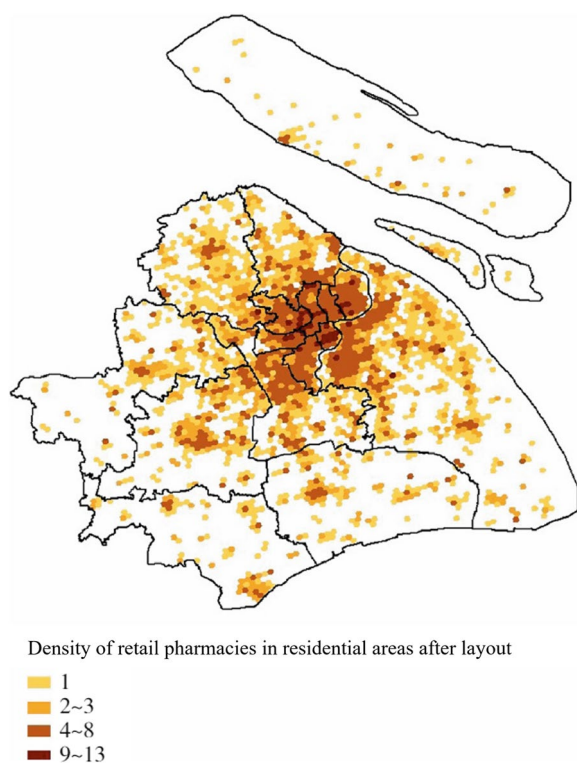 Density of retail pharmacies in residential areas after layout
1
2~3
4~8
9~13